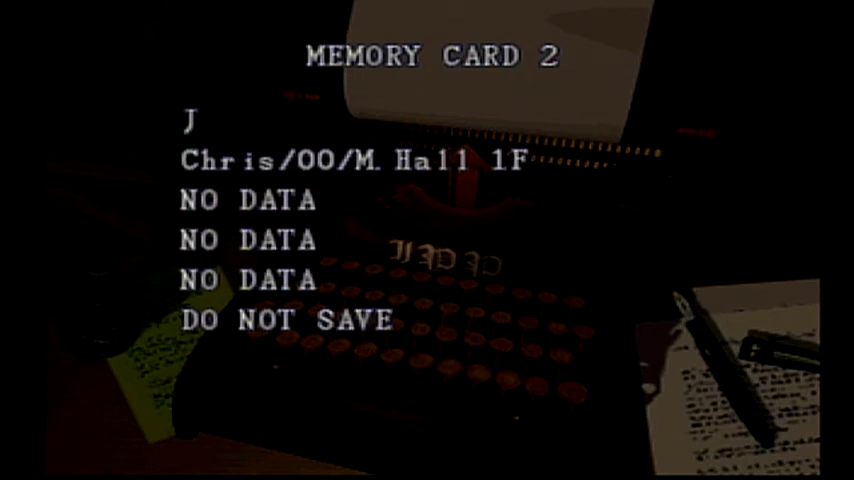 MEMORY CARD 2
J
Chris/00/M. Hall 1F
NO DATA
NO DATA
NO DATA
DO NOT SAVE